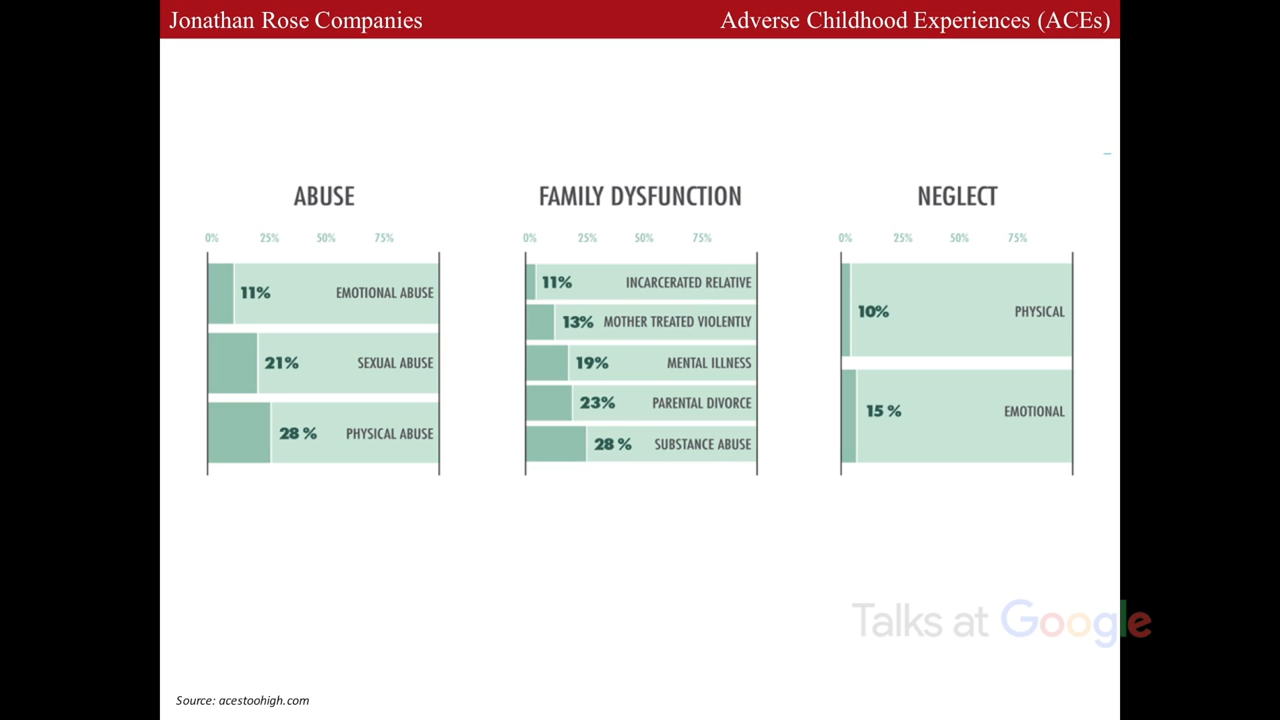 Jonathan Rose Companies
Adverse Childhood Experiences (ACEs)
ABUSE
0% 25% 50% 75%
11% EMOTIONAL ABUSE
21% SEXUAL ABUSE
28 % PHYSICAL ABUSE
FAMILY DYSFUNCTION
0% 25% 50% 75%
11% INCARCERATED RELATIVE
13% MOTHER TREATED VIOLENTLY
19% MENTAL ILLNESS
23% PARENTAL DIVORCE
28 % SUBSTANCE ABUSE
NEGLECT
0% 25% 50% 75%
10% PHYSICAL
15 % EMOTIONAL
Talks at Google
Source: acestoohigh.com